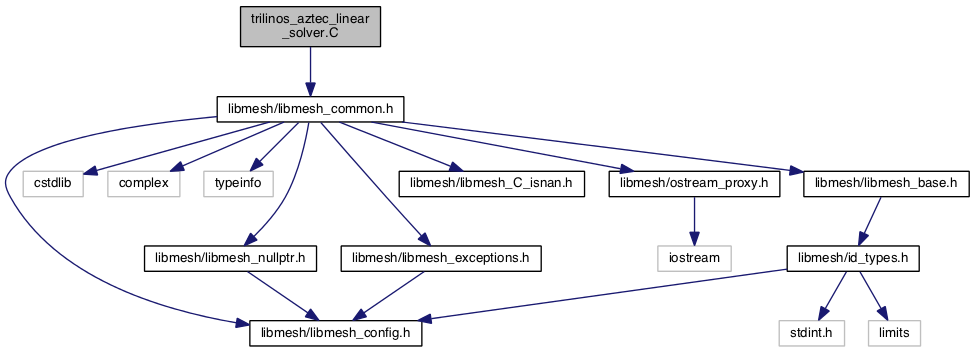 trilinos_aztec_linear
_solver.C
libmesh/libmesh_common.h
cstdlib
complex
typeinfo
libmesh/libmesh_C_isnan.h
libmesh/ostream_proxy.h
libmesh/libmesh_base.h
libmesh/libmesh_nullptr.h
libmesh/libmesh_exceptions.h
iostream
libmesh/id_types.h
libmesh/libmesh_config.h
stdint.h
limits